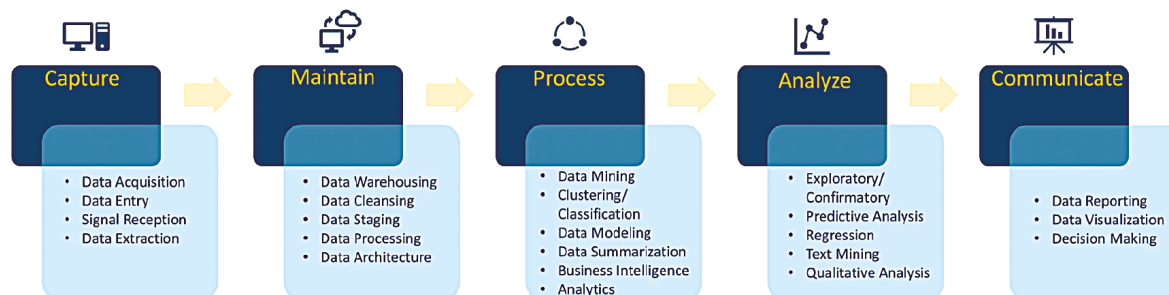 Capture
• Data Acquisition
• Data Entry
• Signal Reception
• Data Extraction
Maintain
• Data Warehousing
• Data Cleansing
• Data Staging
• Data Processing
• Data Architecture
Process
• Data Mining
• Clustering/
Classification
• Data Modeling
• Data Summarization
• Business Intelligence
• Analytics
Analyze
• Exploratory/
Confirmatory
• Predictive Analysis
• Regression
• Text Mining
• Qualitative Analysis
Communicate
• Data Reporting
• Data Visualization
• Decision Making